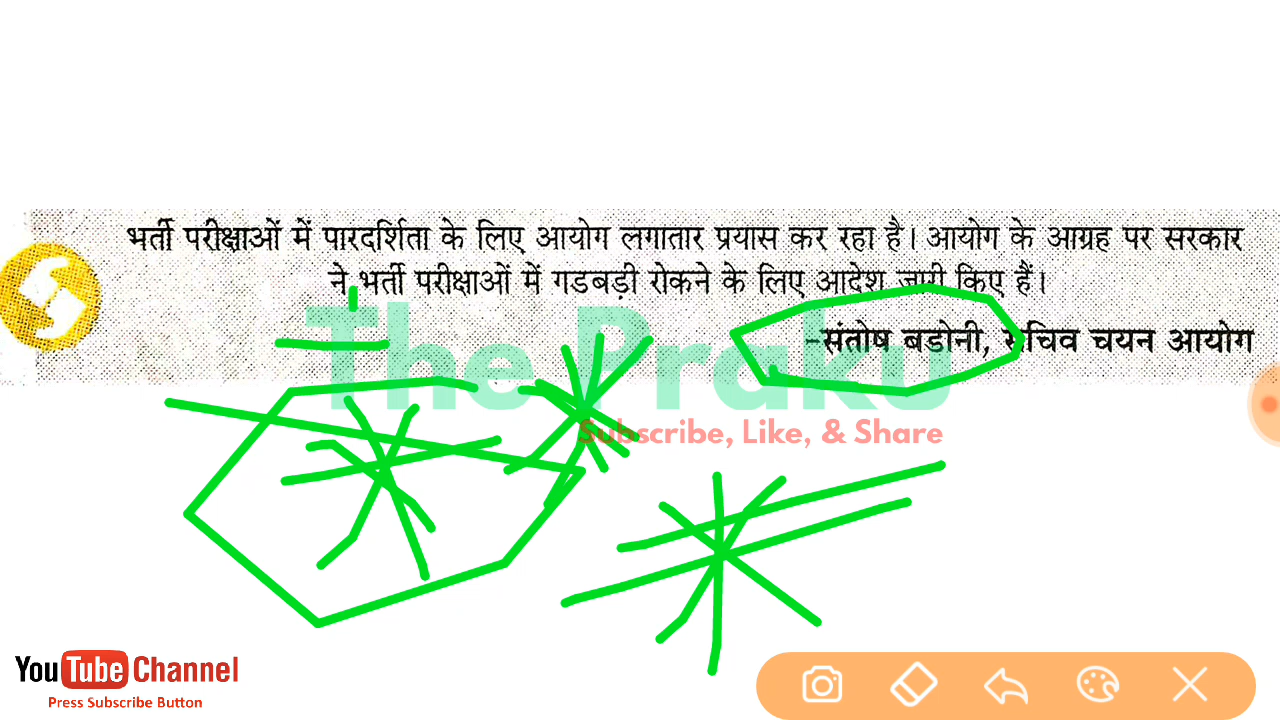 भर्ती परीक्षाओं में पारदर्शिता के लिए आयोग लगातार प्रयास कर रहा है। आयोग के आग्रह पर सरकार
ने भर्ती परीक्षाओं में गडबड़ी रोकने के लिए आदेश जारी किए हैं।
-संतोष बडोनी, सचिव चयन आयोग
The Praku
Subscribe, Like, & Share
YouTube Channel
Press Subscribe Button